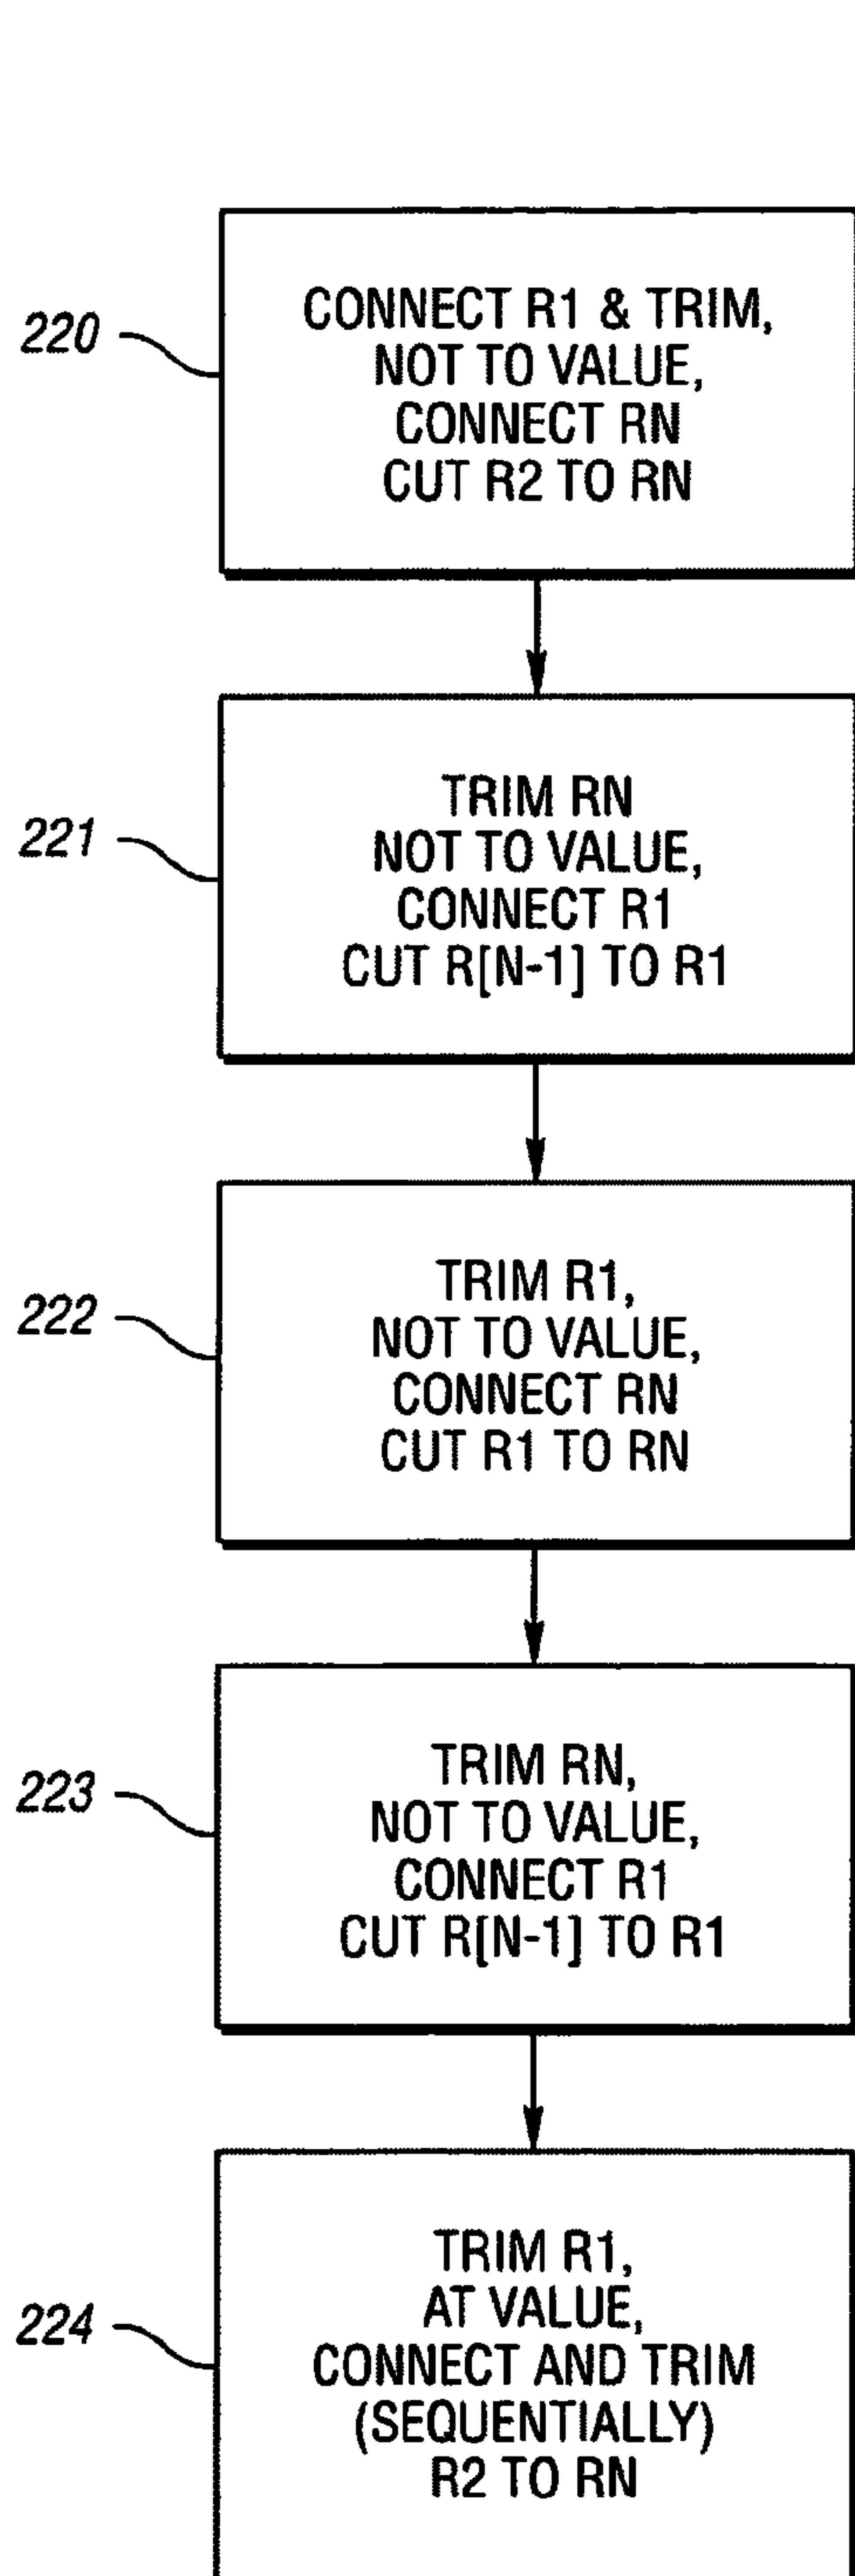 220
CONNECT R1 & TRIM,
NOT TO VALUE,
CONNECT RN
CUT R2 TO RN
221
TRIM RN
NOT TO VALUE,
CONNECT R1
CUT R[N-1] TO R1
222
TRIM R1,
NOT TO VALUE,
CONNECT RN
CUT R1 TO RN
223
TRIM RN,
NOT TO VALUE,
CONNECT R1
CUT R[N-1] TO R1
224
TRIM R1,
AT VALUE,
CONNECT AND TRIM
(SEQUENTIALLY)
R2 TO RN